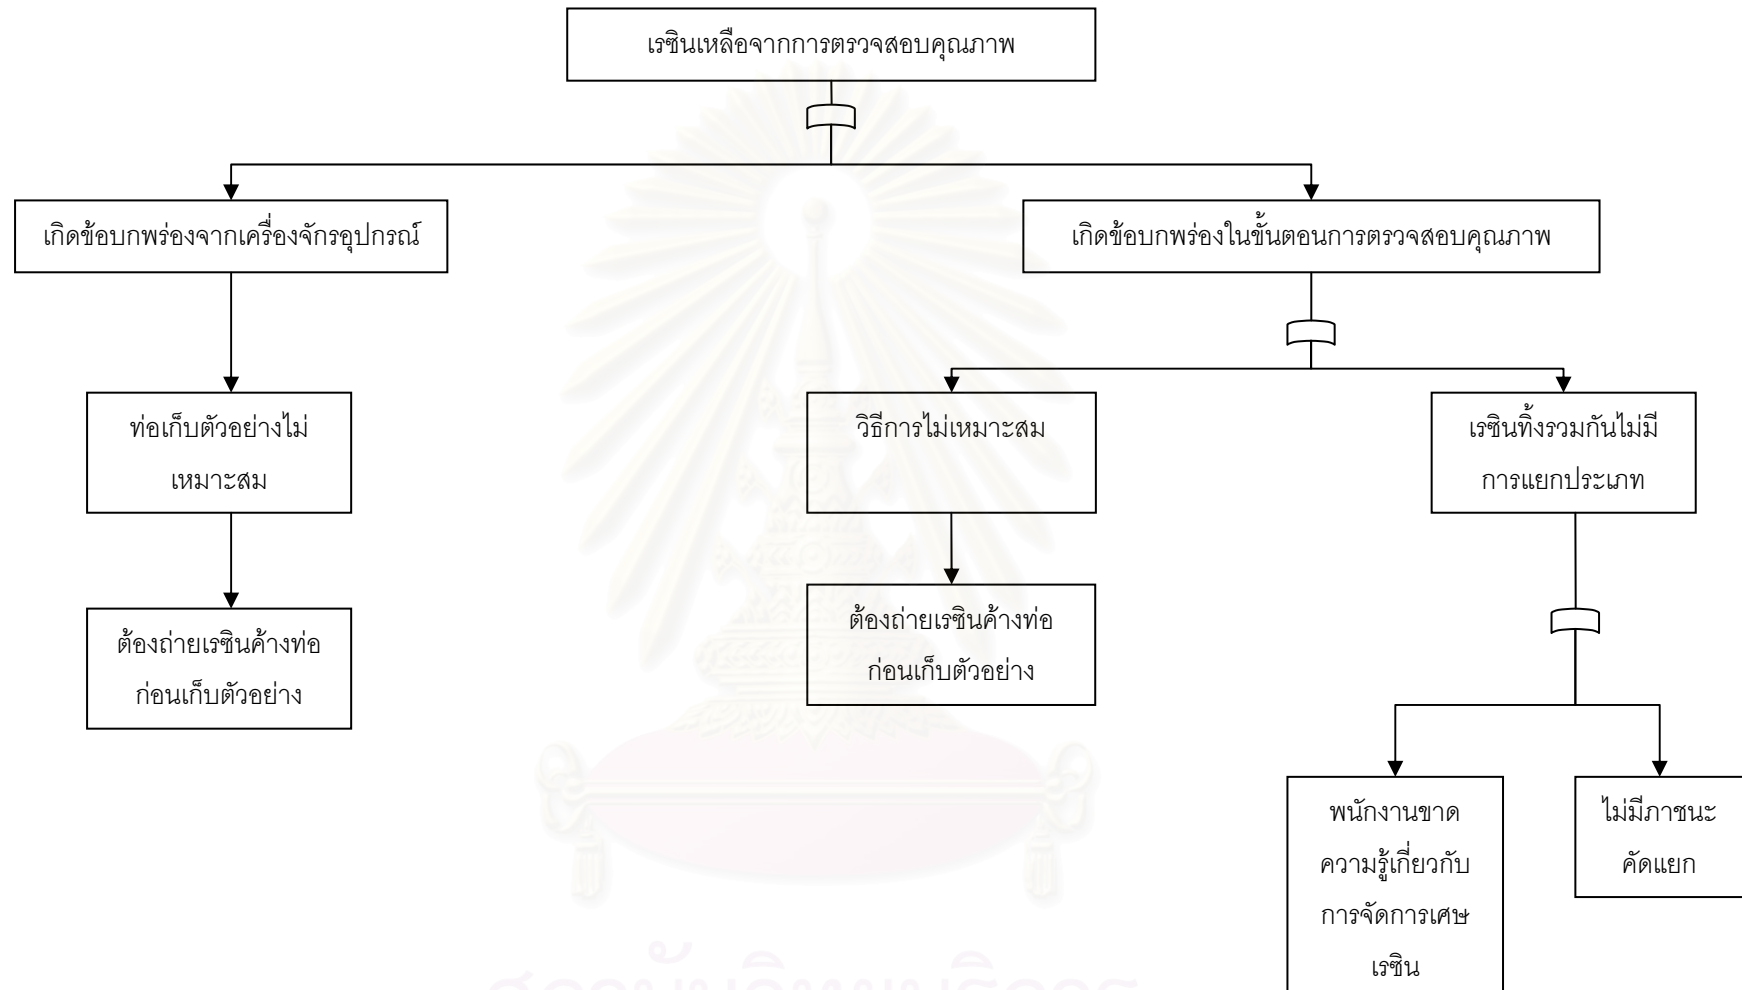 เรซินเหลือจากการตรวจสอบคุณภาพ
เกิดข้อบกพร่องจากเครื่องจักรอุปกรณ์
เกิดข้อบกพร่องในขั้นตอนการตรวจสอบคุณภาพ
ท่อเก็บตัวอย่างไม่
เหมาะสม
วิธีการไม่เหมาะสม
เรซินทิ้งรวมกันไม่มี
การแยกประเภท
ต้องถ่ายเรซินค้างท่อ
ก่อนเก็บตัวอย่าง
ต้องถ่ายเรซินค้างท่อ
ก่อนเก็บตัวอย่าง
พนักงานขาด
ความรู้เกี่ยวกับ
การจัดการเศษ
เรซิน
ไม่มีภาชนะ
คัดแยก
สถาบันวิทยบริการ